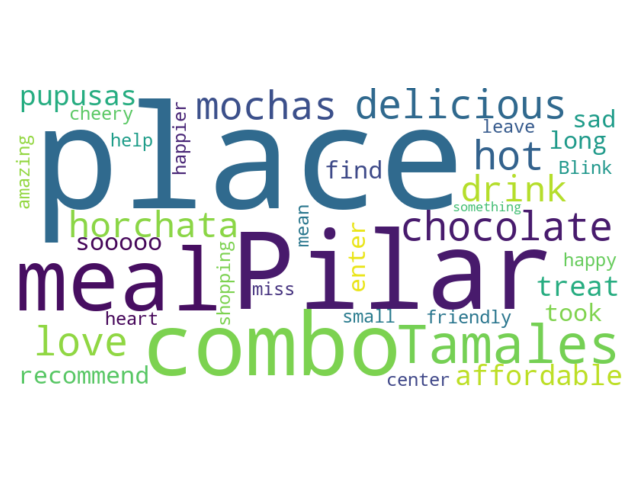 pupusas
cheery
amazing
help
happier
mochas
delicious
leave
sad
long
Blink
place
find
hot
drink
something
horchata
sooooo
shopping
mean
enter
chocolate
meal
Pilar
miss
happy
treat
heart
small
friendly
took
love
combo
Tamales
recommend
center
affordable